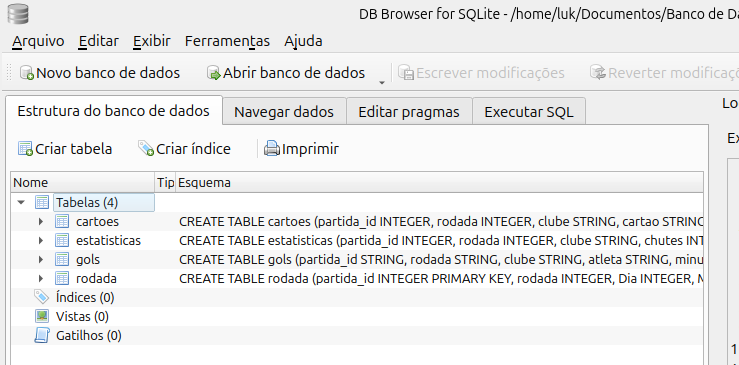 DB Browser for SQLite - /home/luk/Documentos/Banco de Da
Arquivo Editar Exibir Ferramentas Ajuda
Novo banco de dados Abrir banco de dados Escrever modificações Reverter modificaç
Estrutura do banco de dados Navegar dados Editar pragmas Executar SQL
Lo
Criar tabela Criar índice Imprimir
Ex
Nome Tip Esquema
Tabelas (4)
cartoes CREATE TABLE cartoes (partida_id INTEGER, rodada INTEGER, clube STRING, cartao STRING
estatisticas CREATE TABLE estatisticas (partida_id INTEGER, rodada INTEGER, clube STRING, chutes INT
gols CREATE TABLE gols (partida_id STRING, rodada STRING, clube STRING, atleta STRING, minu
rodada CREATE TABLE rodada (partida_id INTEGER PRIMARY KEY, rodada INTEGER, Dia INTEGER, M
Índices (0)
Vistas (0)
Gatilhos (0)
1